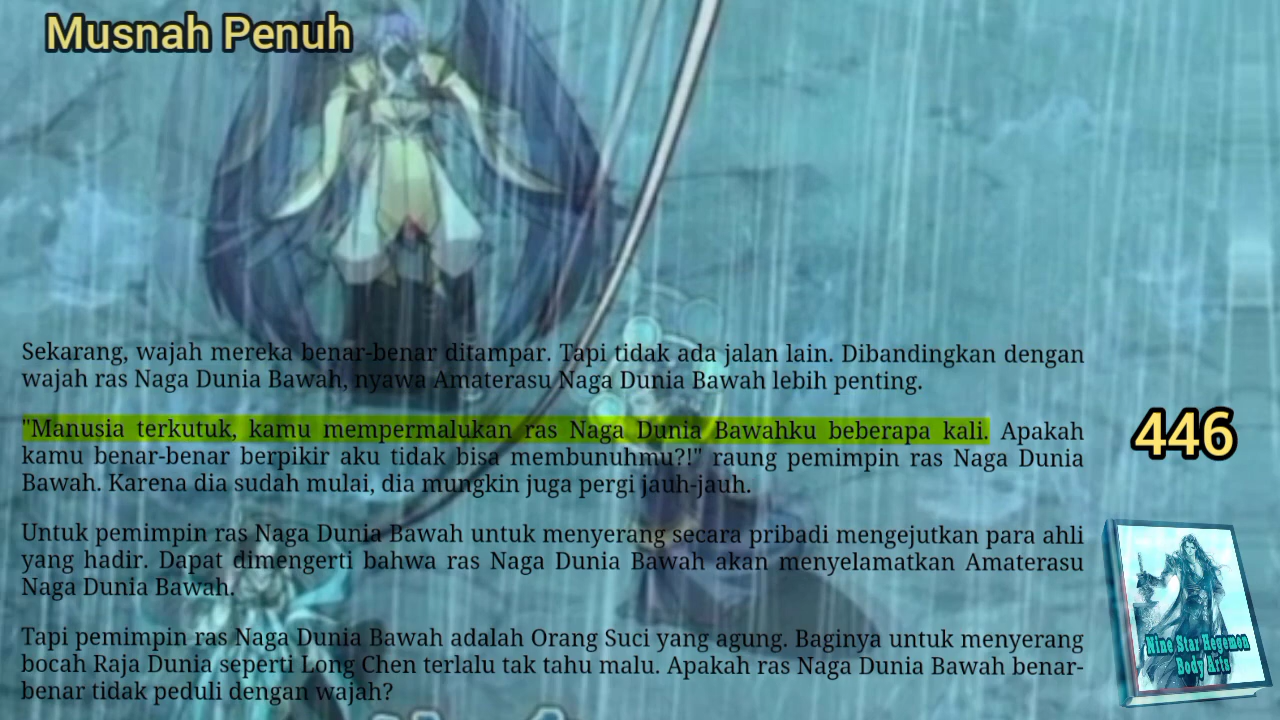 Musnah Penuh
Sekarang, wajah mereka benar-benar ditampar. Tapi tidak ada jalan lain. Dibandingkan dengan
wajah ras Naga Dunia Bawah, nyawa Amaterasu Naga Dunia Bawah lebih penting.
"Manusia terkutuk, kamu mempermalukan ras Naga Dunia Bawahku beberapa kali. Apakah
kamu benar-benar berpikir aku tidak bisa membunuhmu?!" raung pemimpin ras Naga Dunia
Bawah. Karena dia sudah mulai, dia mungkin juga pergi jauh-jauh.
Untuk pemimpin ras Naga Dunia Bawah untuk menyerang secara pribadi mengejutkan para ahli
yang hadir. Dapat dimengerti bahwa ras Naga Dunia Bawah akan menyelamatkan Amaterasu
Naga Dunia Bawah.
Tapi pemimpin ras Naga Dunia Bawah adalah Orang Suci yang agung. Baginya untuk menyerang
bocah Raja Dunia seperti Long Chen terlalu tak tahu malu. Apakah ras Naga Dunia Bawah benar-
benar tidak peduli dengan wajah?
446
Nine Star Hegemon
Body Arts